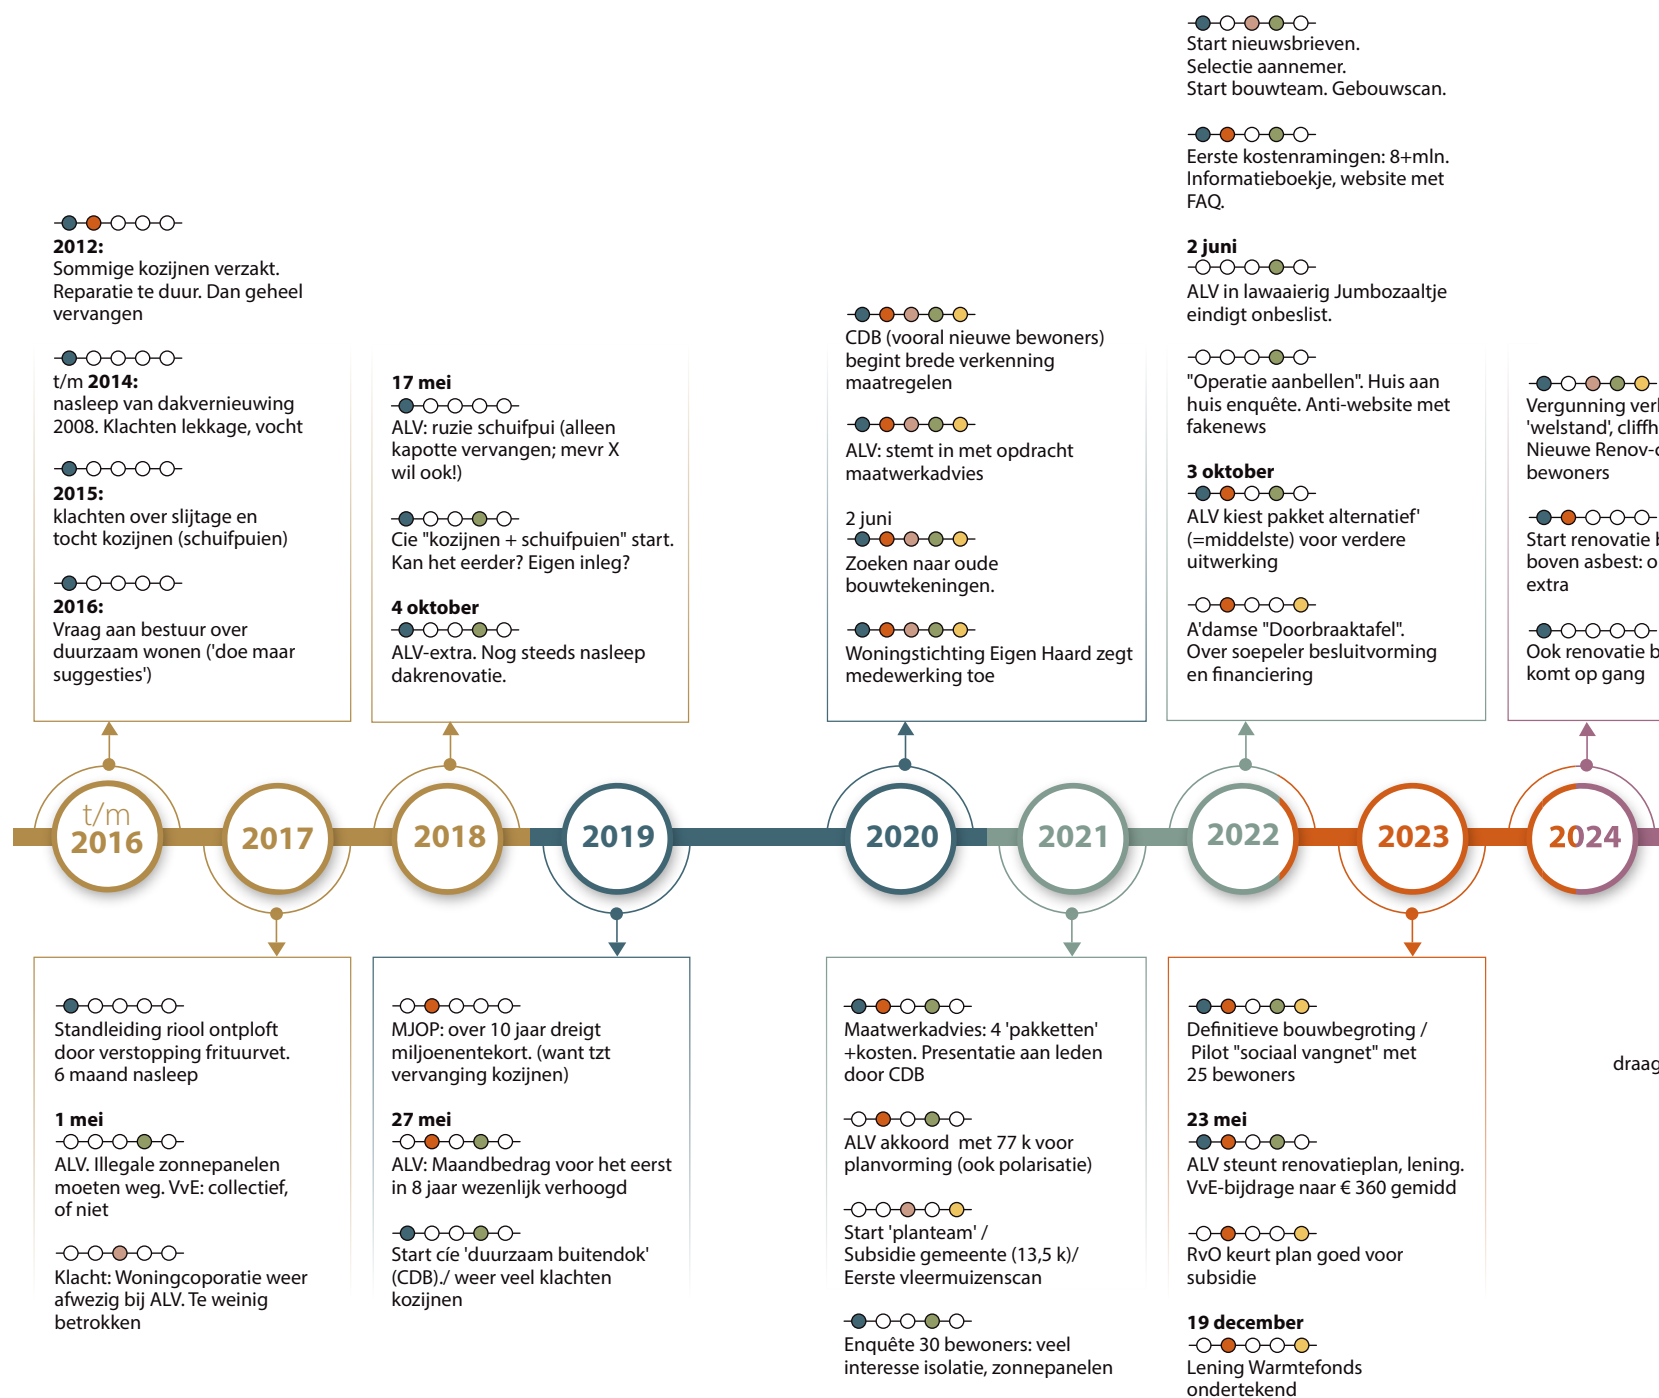 2012:
Sommige kozijnen verzakt.
Reparatie te duur. Dan geheel
vervangen
t/m 2014:
nasleep van dakvernieuwing
2008. Klachten lekkage, vocht
2015:
klachten over slijtage en
tocht kozijnen (schuifpuien)
2016:
Vraag aan bestuur over
duurzaam wonen ('doe maar
suggesties')
17 mei
ALV: ruzie schuifpui (alleen
kapotte vervangen; mevr X
wil ook!)
Cie "kozijnen + schuifpuien" start.
Kan het eerder? Eigen inleg?
4 oktober
ALV-extra. Nog steeds nasleep
dakrenovatie.
CDB (vooral nieuwe bewoners)
begint brede verkenning
maatregelen
ALV: stemt in met opdracht
maatwerkadvies
2 juni
Zoeken naar oude
bouwtekeningen.
Woningstichting Eigen Haard zegt
medewerking toe
Start nieuwsbrieven.
Selectie aannemer.
Start bouwteam. Gebouwscan.
Eerste kostenramingen: 8+mln.
Informatieboekje, website met
FAQ.
2 juni
ALV in lawaaierig Jumbozaaltje
eindigt onbeslist.
"Operatie aanbellen". Huis aan
huis enquête. Anti-website met
fakenews
3 oktober
ALV kiest pakket alternatief'
(=middelste) voor verdere
uitwerking
A'damse "Doorbraaktafel".
Over soepeler besluitvorming
en financiering
Vergunning
'welstand',
Nieuwe
bewoners
Start renovatie
boven asbest:
extra
Ook renovatie
komt op gang
t/m
2016
2017
2018
2019
2020
2021
2022
2023
2024
Standleiding riool ontploft
door verstopping frituurvet.
6 maand nasleep
1 mei
ALV. Illegale zonnepanelen
moeten weg. VvE: collectief,
of niet
Klacht: Woningcoporatie weer
afwezig bij ALV. Te weinig
betrokken
MJOP: over 10 jaar dreigt
miljoenentekort. (want tzt
vervanging kozijnen)
27 mei
ALV: Maandbedrag voor het eerst
in 8 jaar wezenlijk verhoogd
Start cíe 'duurzaam buitendok'
(CDB)./ weer veel klachten
kozijnen
Maatwerkadvies: 4 'pakketten'
+kosten. Presentatie aan leden
door CDB
ALV akkoord met 77 k voor
planvorming (ook polarisatie)
Start 'planteam' /
Subsidie gemeente (13,5 k)/
Eerste vleermuizenscan
Enquête 30 bewoners: veel
interesse isolatie, zonnepanelen
Definitieve bouwbegroting /
Pilot "sociaal vangnet" met
25 bewoners
23 mei
ALV steunt renovatieplan, lening.
VvE-bijdrage naar € 360 gemidd
RvO keurt plan goed voor
subsidie
19 december
Lening Warmtefonds
ondertekend